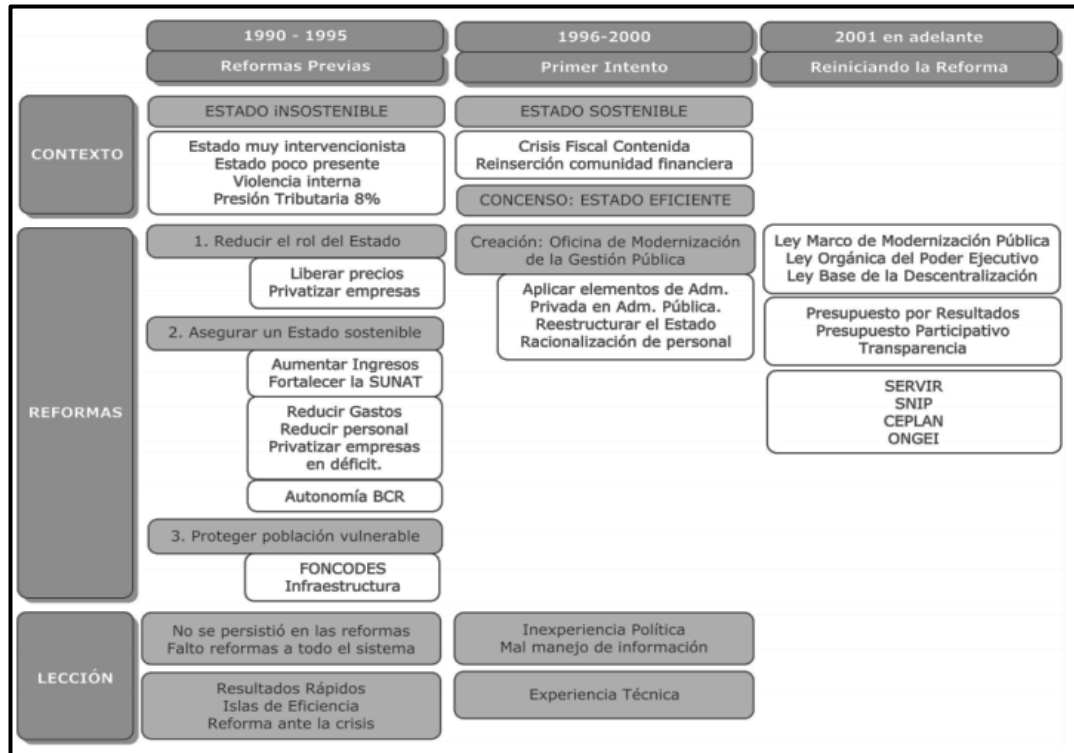 1990 - 1995
Reformas Previas
1996-2000
Primer Intento
2001 en adelante
Reiniciando la Reforma
CONTEXTO
ESTADO iNSOSTENIBLE
Estado muy intervencionista
Estado poco presente
Violencia interna
Presión Tributaria 8%
ESTADO SOSTENIBLE
Crisis Fiscal Contenida
Reinserción comunidad financiera
CONCENSO: ESTADO EFICIENTE
REFORMAS
1. Reducir el rol del Estado
Liberar precios
Privatizar empresas
2. Asegurar un Estado sostenible
Aumentar Ingresos
Fortalecer la SUNAT
Reducir Gastos
Reducir personal
Privatizar empresas
en déficit.
Autonomía BCR
3. Proteger población vulnerable
FONCODES
Infraestructura
Creación: Oficina de Modernización
de la Gestión Pública
Aplicar elementos de Adm.
Privada en Adm. Pública.
Reestructurar el Estado
Racionalización de personal
Ley Marco de Modernización Pública
Ley Orgánica del Poder Ejecutivo
Ley Base de la Descentralización
Presupuesto por Resultados
Presupuesto Participativo
Transparencia
SERVIR
SNIP
CEPLAN
ONGEI
LECCIÓN
No se persistió en las reformas
Falto reformas a todo el sistema
Resultados Rápidos
Islas de Eficiencia
Reforma ante la crisis
Inexperiencia Política
Mal manejo de información
Experiencia Técnica